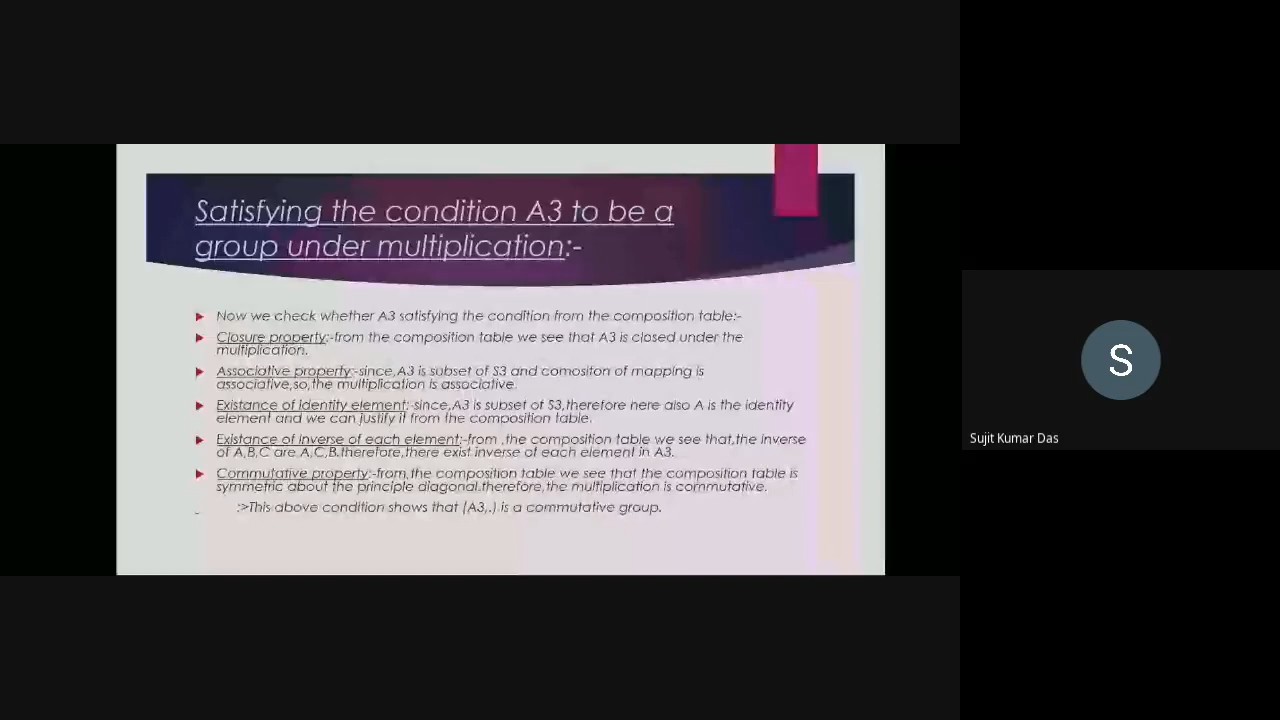 Satisfying the condition A3 to be a
group under multiplication:-
Now we check whether A3 satisfying the condition from the composition table:-
Closure property:-from the composition table we see that A3 is closed under the
multiplication.
Associative property:-since,A3 is subset of S3 and comositon of mapping is
associative,so,the multiplication is associative.
Existance of identity element:-since,A3 is subset of S3,therefore here also A is the identity
element and we can justify it from the composition table.
Existance of inverse of each element:-from ,the composition table we see that,the inverse
of A,B,C are A,C,B.therefore,there exist inverse of each element in A3.
Commutative property:-from,the composition table we see that the composition table is
symmetric about the principle diagonal.therefore,the multiplication is commutative.
:>This above condition shows that (A3,.) is a commutative group.
S
Sujit Kumar Das